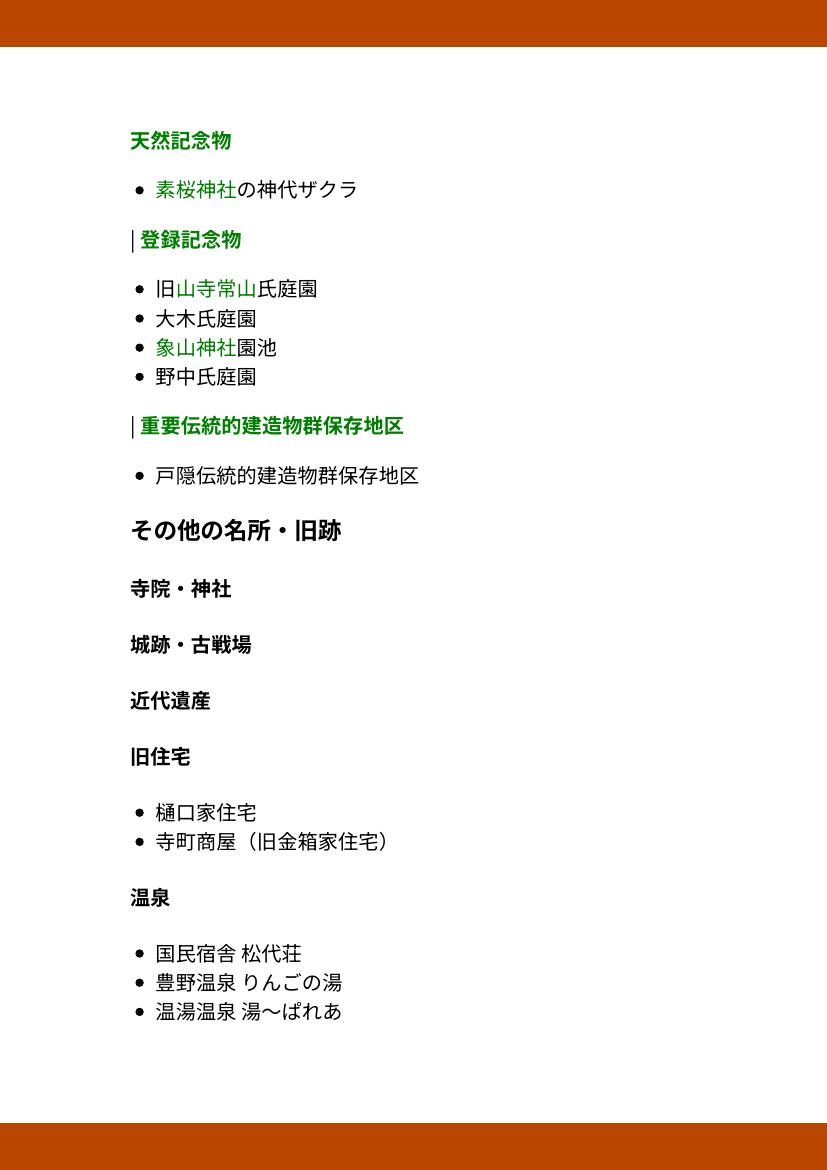 天然記念物
• 素桜神社の神代ザクラ
| 登録記念物
• 旧山寺常山氏庭園
• 大木氏庭園
• 象山神社園池
• 野中氏庭園
| 重要伝統的建造物群保存地区
• 戸隠伝統的建造物群保存地区
その他の名所・旧跡
寺院・神社
城跡・古戦場
近代遺産
旧住宅
• 樋口家住宅
• 寺町商屋（旧金箱家住宅）
温泉
• 国民宿舎 松代荘
• 豊野温泉 りんごの湯
• 温湯温泉 湯〜ぱれあ